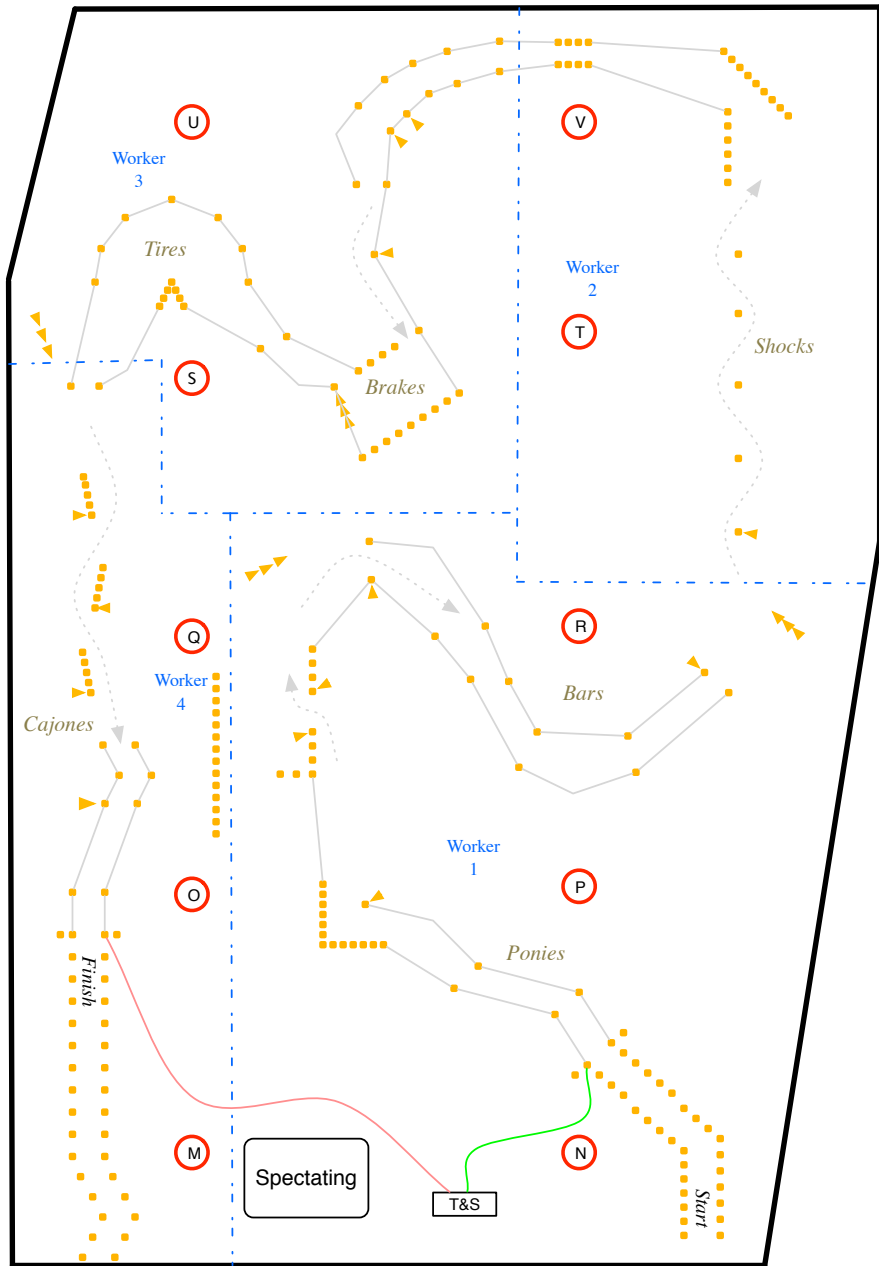 U
V
Worker
3
Tires
Worker
2
T
Shocks
S
Brakes
Q
R
Worker
4
Bars
Cajones
Worker
1
O
P
Ponies
Finish
M
N
Spectating
T&S
Start